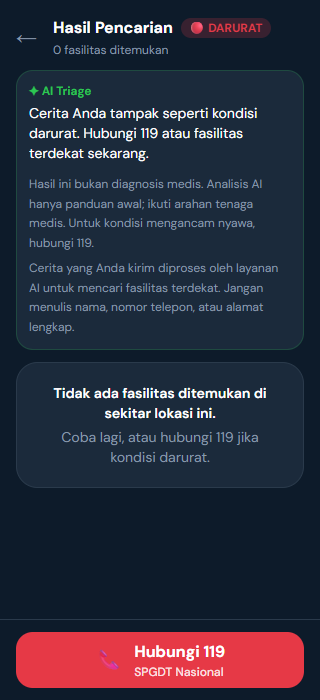 Hasil Pencarian DARURAT
0 fasilitas ditemukan
AI Triage
Cerita Anda tampak seperti kondisi
darurat. Hubungi 119 atau fasilitas
terdekat sekarang.
Hasil ini bukan diagnosis medis. Analisis AI
hanya panduan awal; ikuti arahan tenaga
medis. Untuk kondisi mengancam nyawa,
hubungi 119.
Cerita yang Anda kirim diproses oleh layanan
AI untuk mencari fasilitas terdekat. Jangan
menulis nama, nomor telepon, atau alamat
lengkap.
Tidak ada fasilitas ditemukan di
sekitar lokasi ini.
Coba lagi, atau hubungi 119 jika
kondisi darurat.
Hubungi 119
SPGDT Nasional